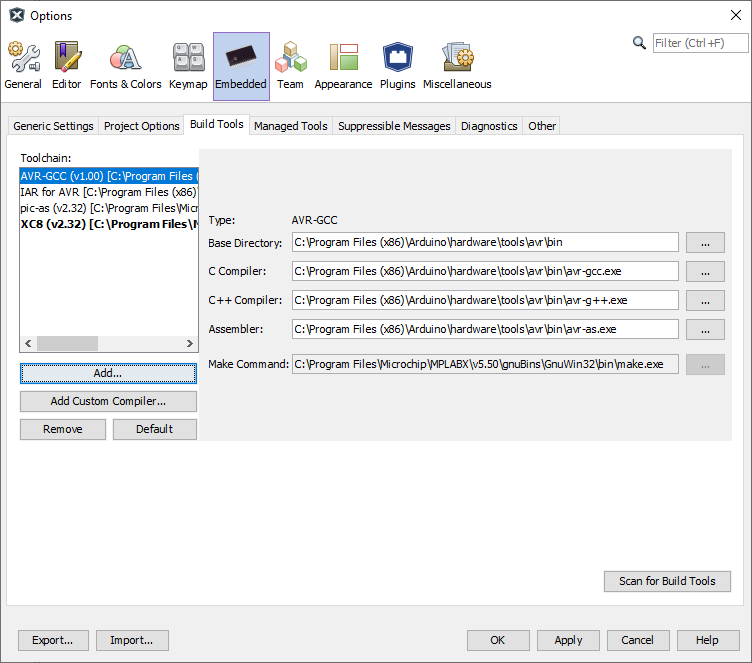 Options
Filter (Ctrl+F)
General Editor Fonts & Colors Keymap Embedded Team Appearance Plugins Miscellaneous
Generic Settings Project Options Build Tools Managed Tools Suppressible Messages Diagnostics Other
Toolchain:
AVR-GCC (v1.00) [C:\Program Files (
IAR for AVR [C:\Program Files (x86)
pic-as (v2.32) [C:\Program Files\Micr
XC8 (v2.32) [C:\Program Files\M
Add...
Add Custom Compiler...
Remove Default
Type: AVR-GCC
Base Directory: C:\Program Files (x86)\Arduino\hardware\tools\avr\bin ...
C Compiler: C:\Program Files (x86)\Arduino\hardware\tools\avr\bin\avr-gcc.exe ...
C++ Compiler: C:\Program Files (x86)\Arduino\hardware\tools\avr\bin\avr-g++.exe ...
Assembler: C:\Program Files (x86)\Arduino\hardware\tools\avr\bin\avr-as.exe ...
Make Command: C:\Program Files\Microchip\MPLABX\v5.50\gnuBins\GnuWin32\bin\make.exe ...
Scan for Build Tools
Export... Import... OK Apply Cancel Help